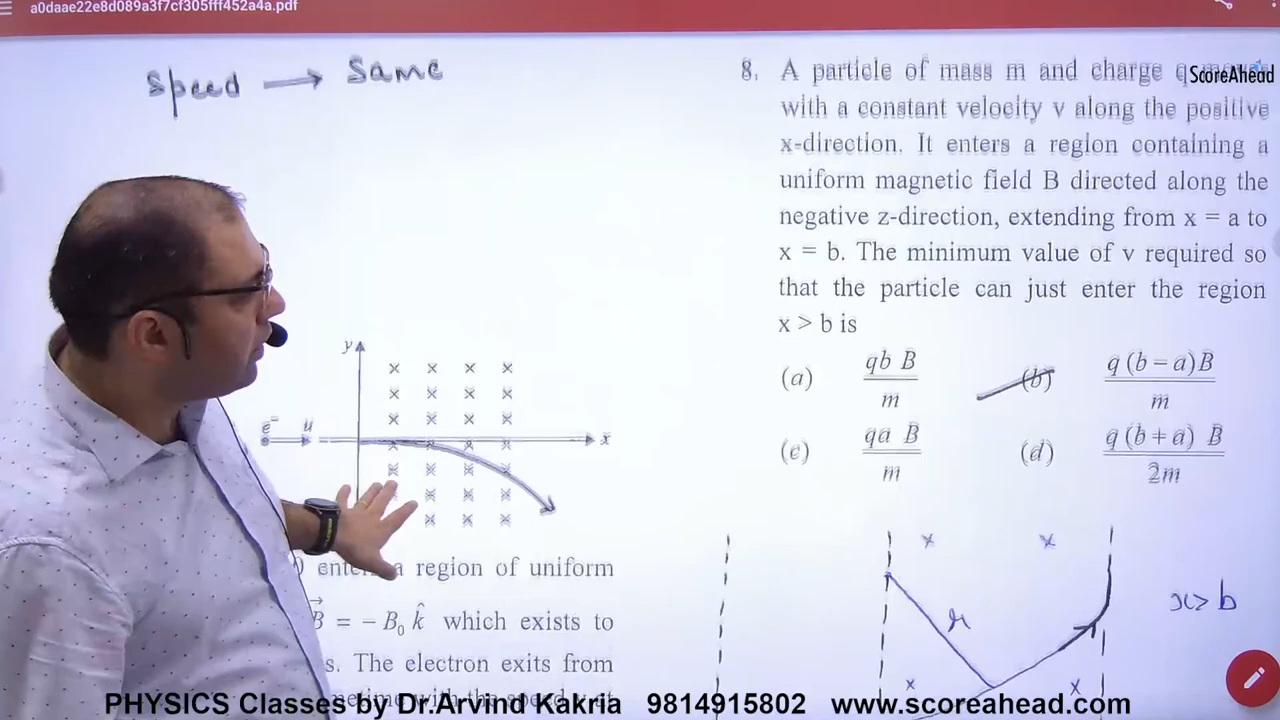 a0daae22e8d089a3f7cf305fff452a4a.pdf
Speed → Same
ScoreAhead
8. A particle of mass m and charge q
with a constant velocity v along the positive
x-direction. It enters a region containing a
uniform magnetic field B directed along the
negative z-direction, extending from x = a to
x = b. The minimum value of v required so
that the particle can just enter the region
x > b is
(a) qb B / m (b) q (b – a)B / m
(c) qa B / m (d) q (b + a) B / 2m
y
e⁻ u x
a region of uniform
B⃗ = – B₀ k̂ which exists to
s. The electron exits from
r
x > b
PHYSICS Classes by Dr.Arvind Kakria 9814915802 www.scoreahead.com